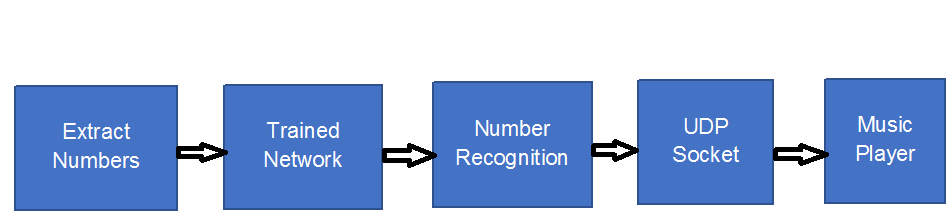 Extract
Numbers
Trained
Network
Number
Recognition
UDP
Socket
Music
Player